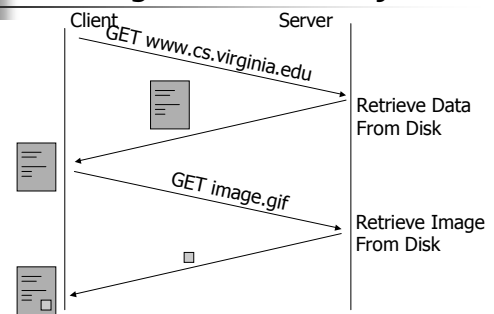 Client
Server
GET www.cs.virginia.edu
Retrieve Data
From Disk
GET image.gif
Retrieve Image
From Disk